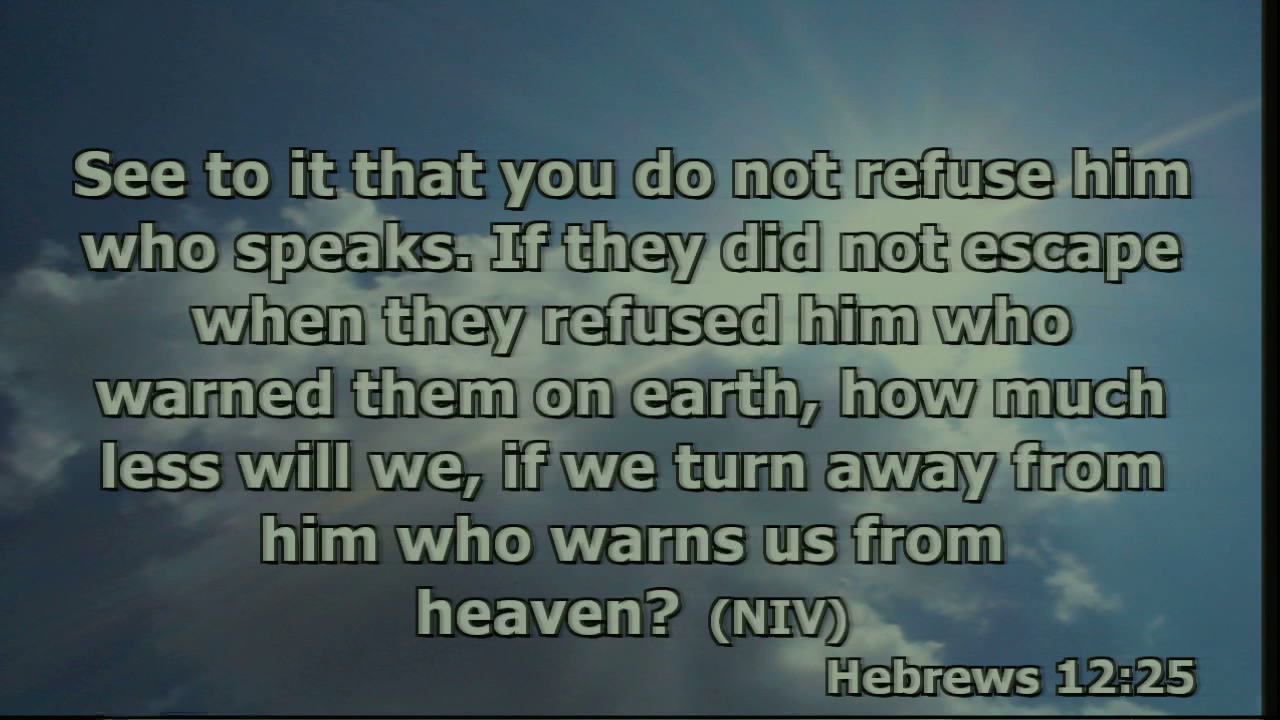 See to it that you do not refuse him
who speaks. If they did not escape
when they refused him who
warned them on earth, how much
less will we, if we turn away from
him who warns us from
heaven? (NIV)
Hebrews 12:25